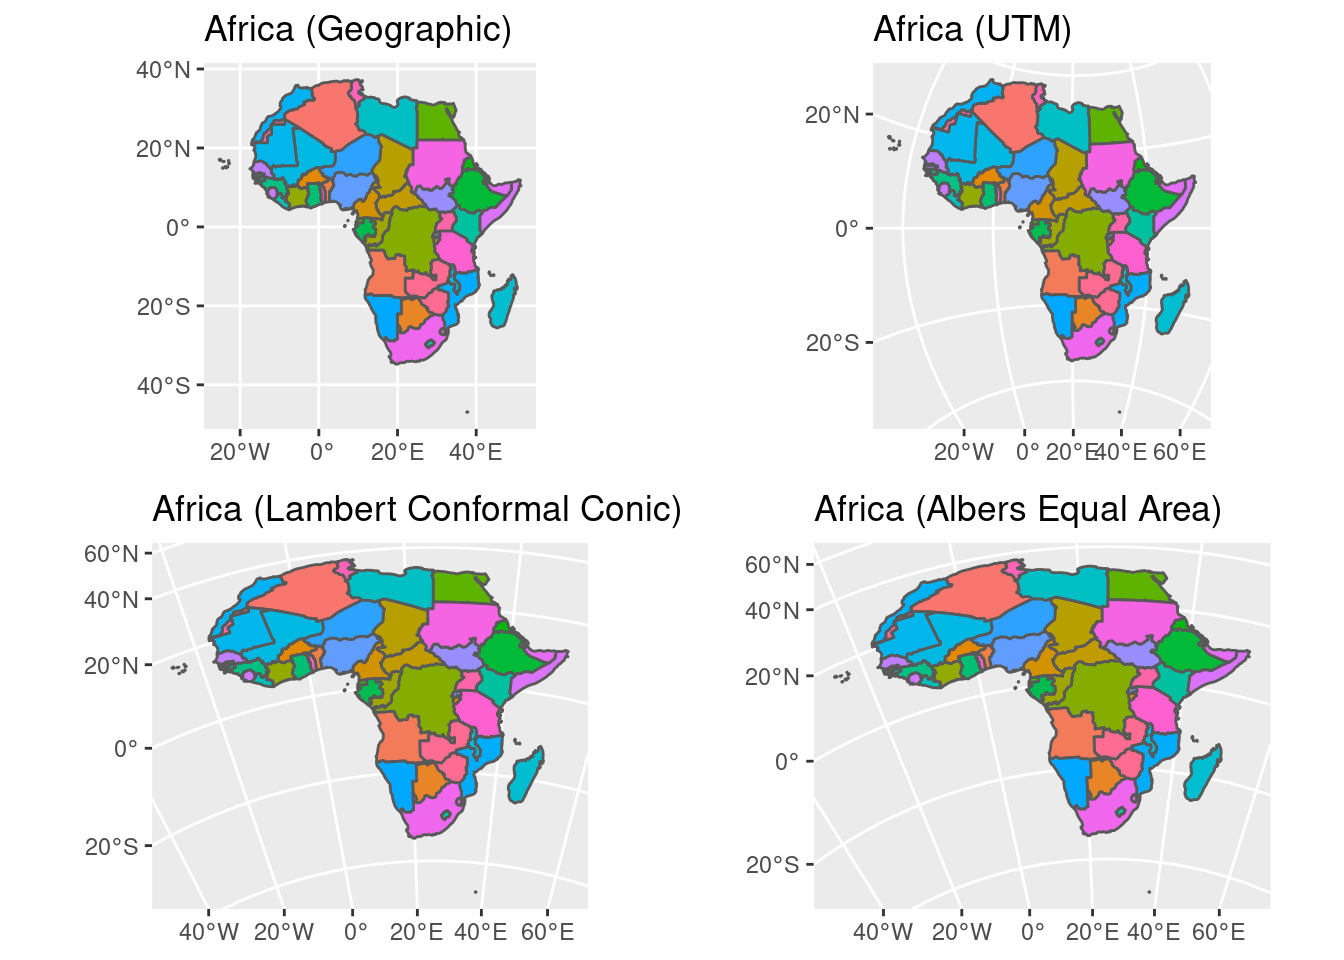 Africa (Geographic)
40°N
20°N
0°
20°S
40°S
20°W 0° 20°E 40°E
Africa (UTM)
20°N
0°
20°S
20°W 0° 20°E 40°E 60°E
Africa (Lambert Conformal Conic)
60°N
40°N
20°N
0°
20°S
40°W 20°W 0° 20°E 40°E 60°E
Africa (Albers Equal Area)
60°N
40°N
20°N
0°
20°S
40°W 20°W 0° 20°E 40°E 60°E